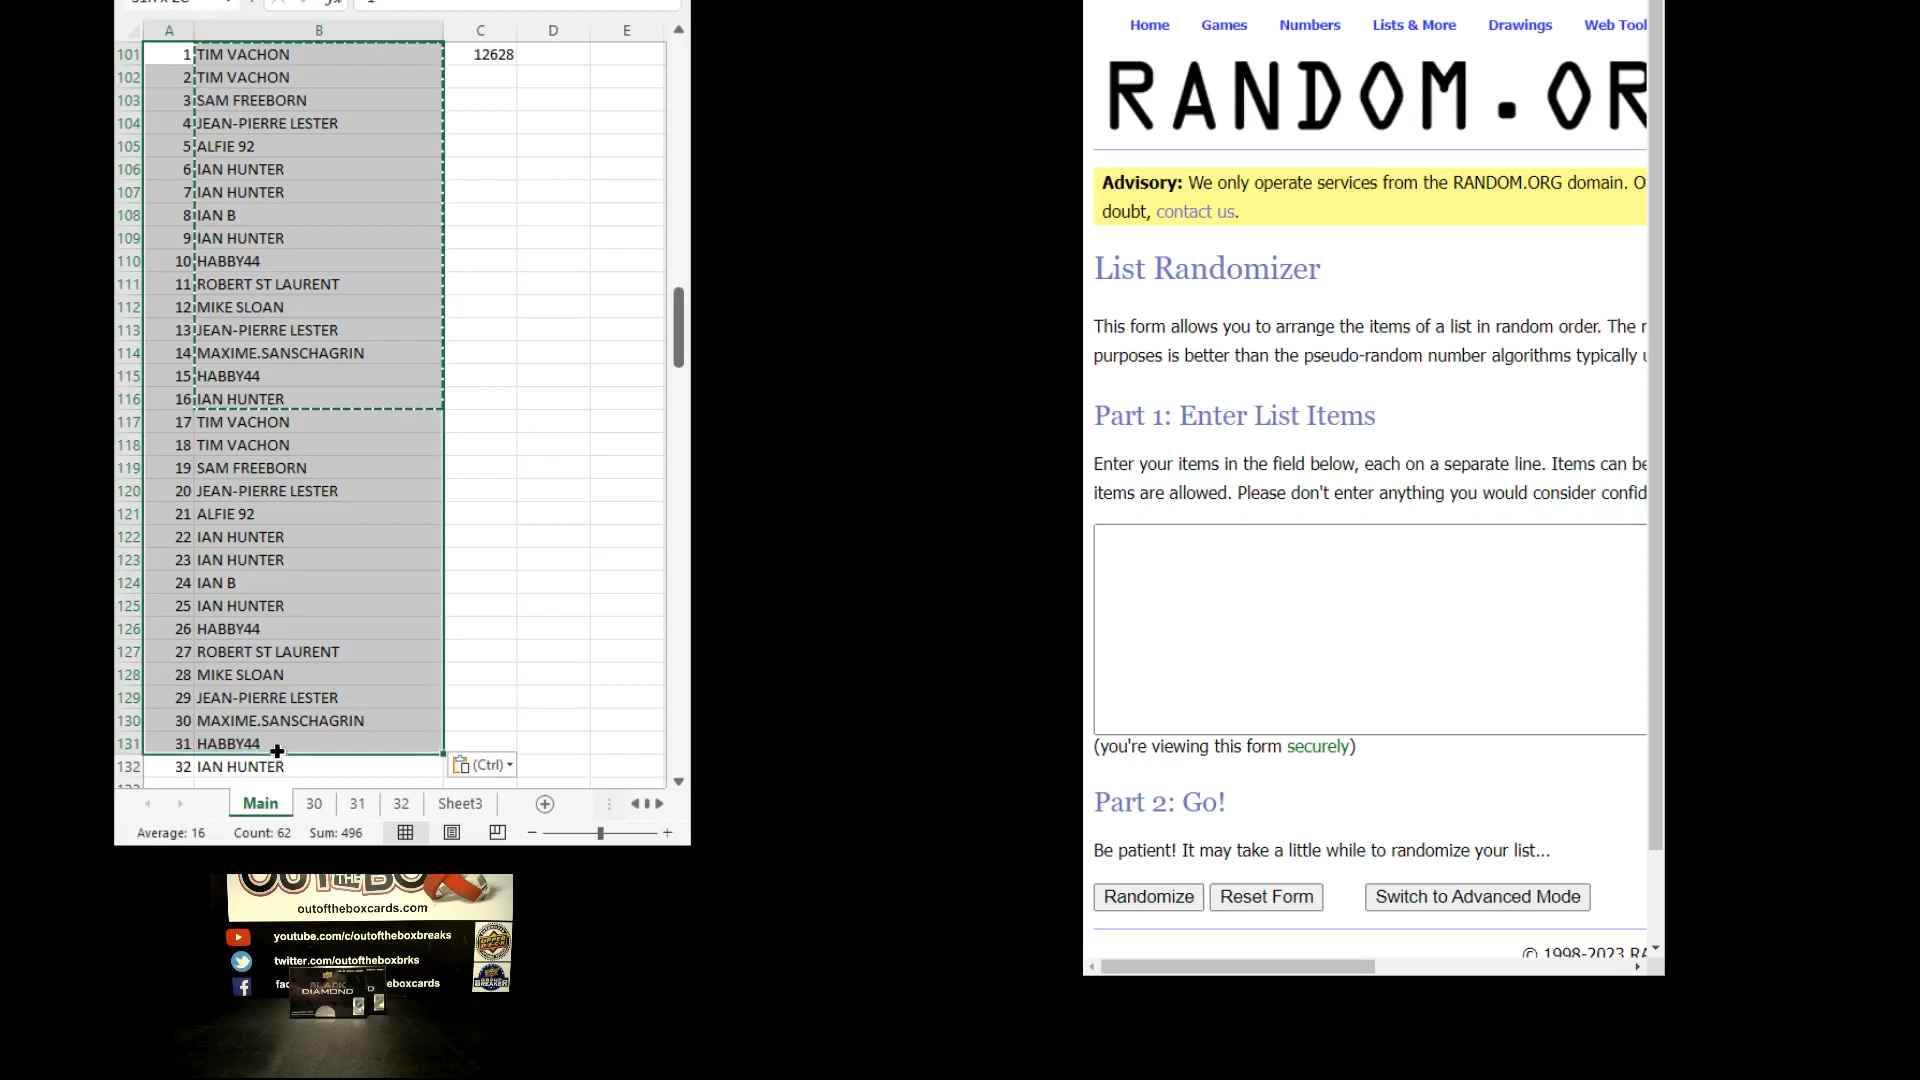 A B C D E
101 1 TIM VACHON 12628
102 2 TIM VACHON
103 3 SAM FREEBORN
104 4 JEAN-PIERRE LESTER
105 5 ALFIE 92
106 6 IAN HUNTER
107 7 IAN HUNTER
108 8 IAN B
109 9 IAN HUNTER
110 10 HABBY44
111 11 ROBERT ST LAURENT
112 12 MIKE SLOAN
113 13 JEAN-PIERRE LESTER
114 14 MAXIME.SANSCHAGRIN
115 15 HABBY44
116 16 IAN HUNTER
117 17 TIM VACHON
118 18 TIM VACHON
119 19 SAM FREEBORN
120 20 JEAN-PIERRE LESTER
121 21 ALFIE 92
122 22 IAN HUNTER
123 23 IAN HUNTER
124 24 IAN B
125 25 IAN HUNTER
126 26 HABBY44
127 27 ROBERT ST LAURENT
128 28 MIKE SLOAN
129 29 JEAN-PIERRE LESTER
130 30 MAXIME.SANSCHAGRIN
131 31 HABBY44
132 32 IAN HUNTER
(Ctrl)
Main 30 31 32 Sheet3
Average: 16 Count: 62 Sum: 496
outoftheboxcards.com
youtube.com/c/outoftheboxbreaks
twitter.com/outoftheboxbrks
BLACK
DIAMOND
eboxcards
Home Games Numbers Lists & More Drawings Web Tool
RANDOM.OR
Advisory: We only operate services from the RANDOM.ORG domain. O
doubt, contact us.
List Randomizer
This form allows you to arrange the items of a list in random order. The r
purposes is better than the pseudo-random number algorithms typically u
Part 1: Enter List Items
Enter your items in the field below, each on a separate line. Items can be
items are allowed. Please don't enter anything you would consider confid
(you're viewing this form securely)
Part 2: Go!
Be patient! It may take a little while to randomize your list...
Randomize Reset Form Switch to Advanced Mode
© 1998-2023 RA